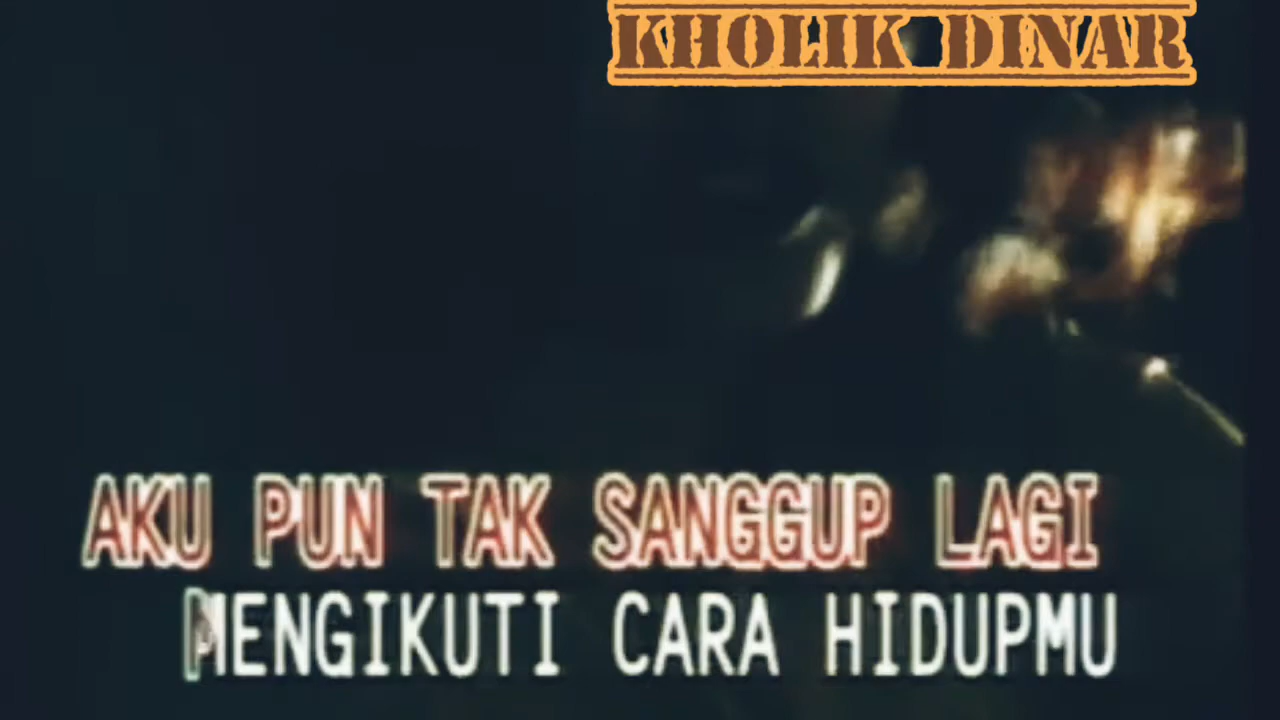 KHOLIK DINAR
AKU PUN TAK SANGGUP LAGI
MENGIKUTI CARA HIDUPMU